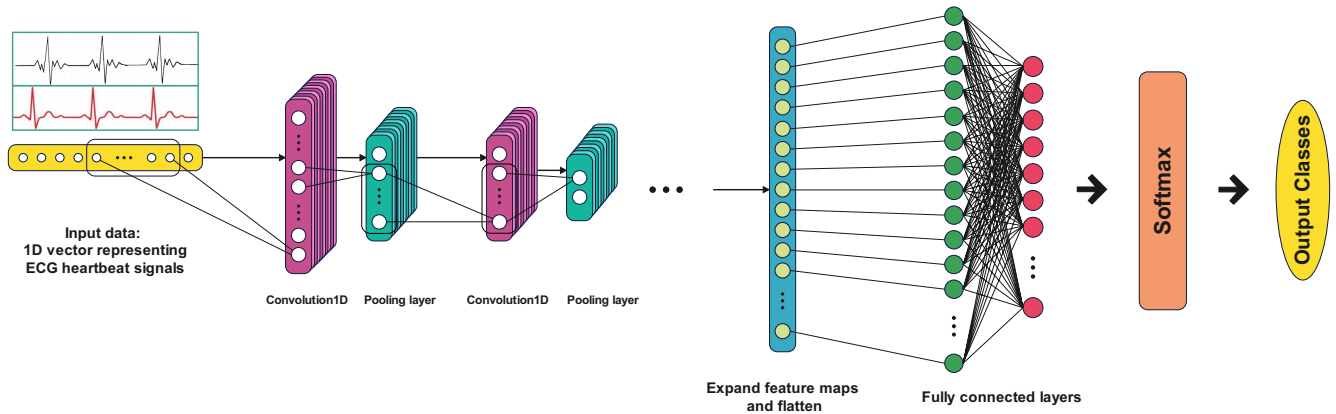 Input data:
1D vector representing
ECG heartbeat signals
Convolution1D
Pooling layer
Convolution1D
Pooling layer
Expand feature maps
and flatten
Fully connected layers
Softmax
Output Classes